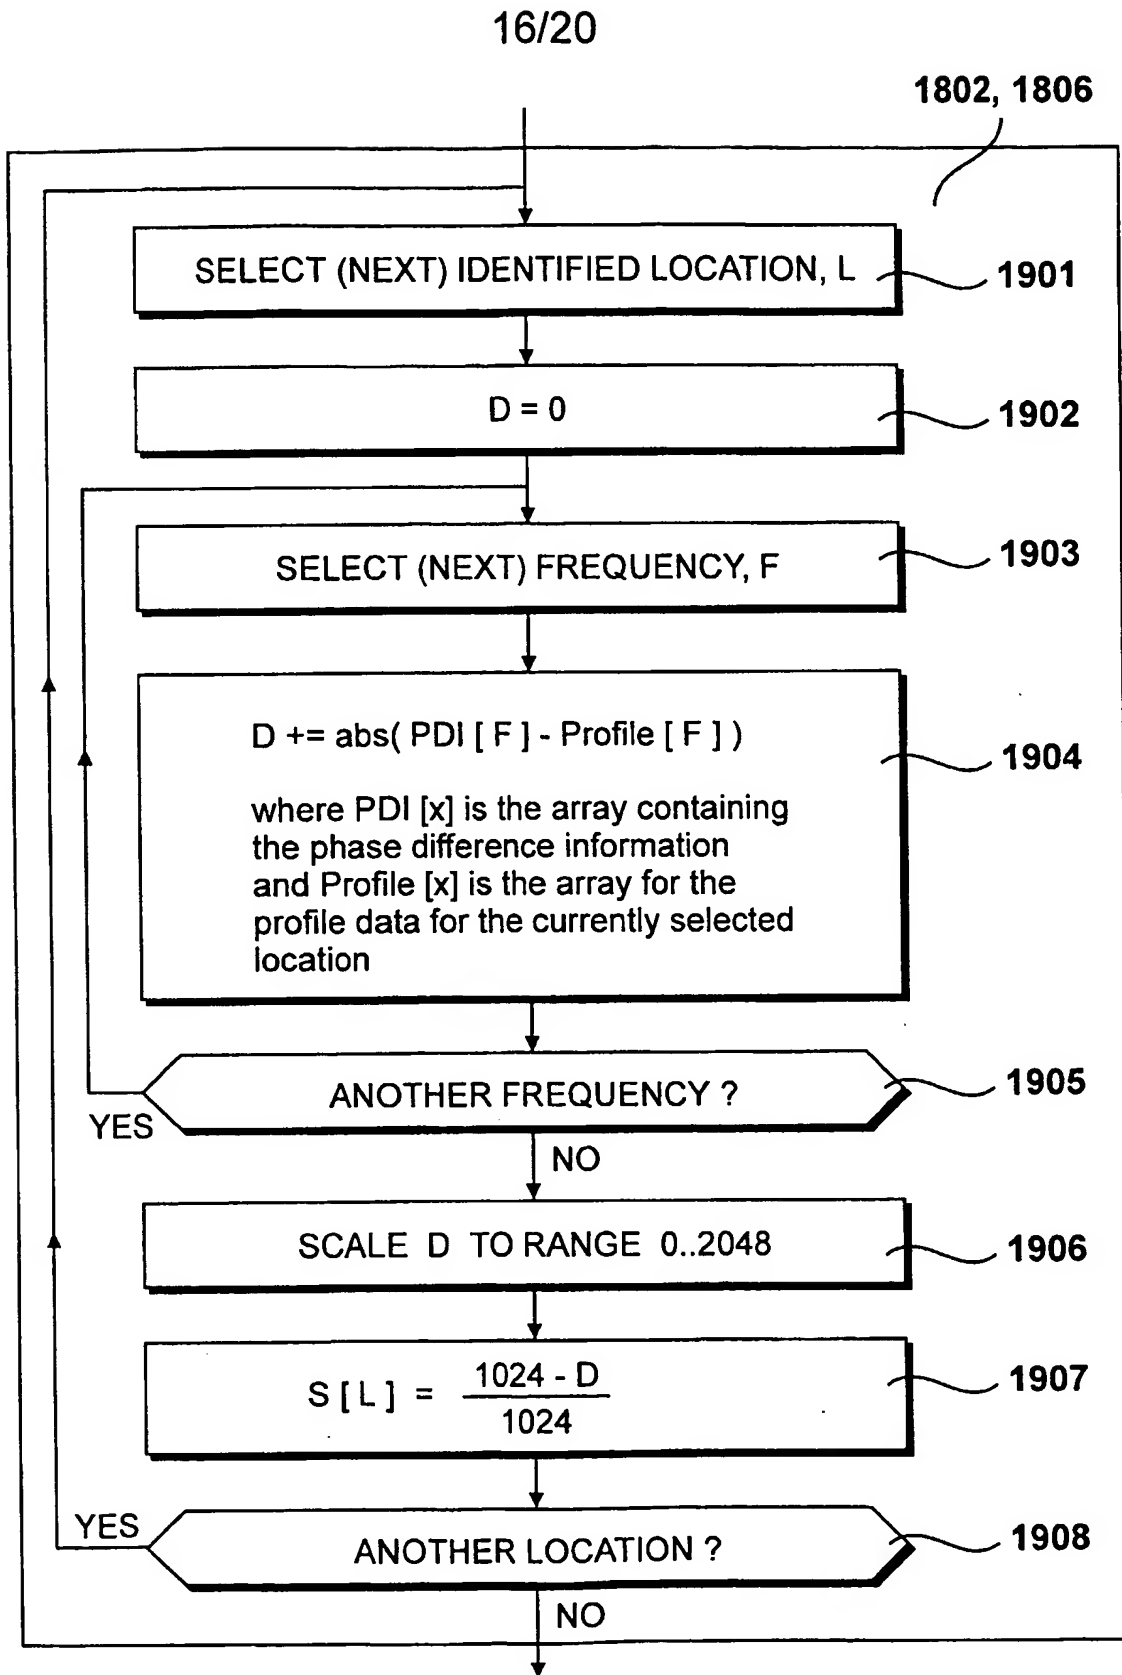 16/20
1802, 1806
SELECT (NEXT) IDENTIFIED LOCATION, L
1901
D = 0
1902
SELECT (NEXT) FREQUENCY, F
1903
D += abs( PDI [ F ] - Profile [ F ] )
where PDI [x] is the array containing
the phase difference information
and Profile [x] is the array for the
profile data for the currently selected
location
1904
ANOTHER FREQUENCY ?
1905
YES
NO
SCALE D TO RANGE 0..2048
1906
S [ L ] = 1024 - D
1024
1907
YES
ANOTHER LOCATION ?
1908
NO